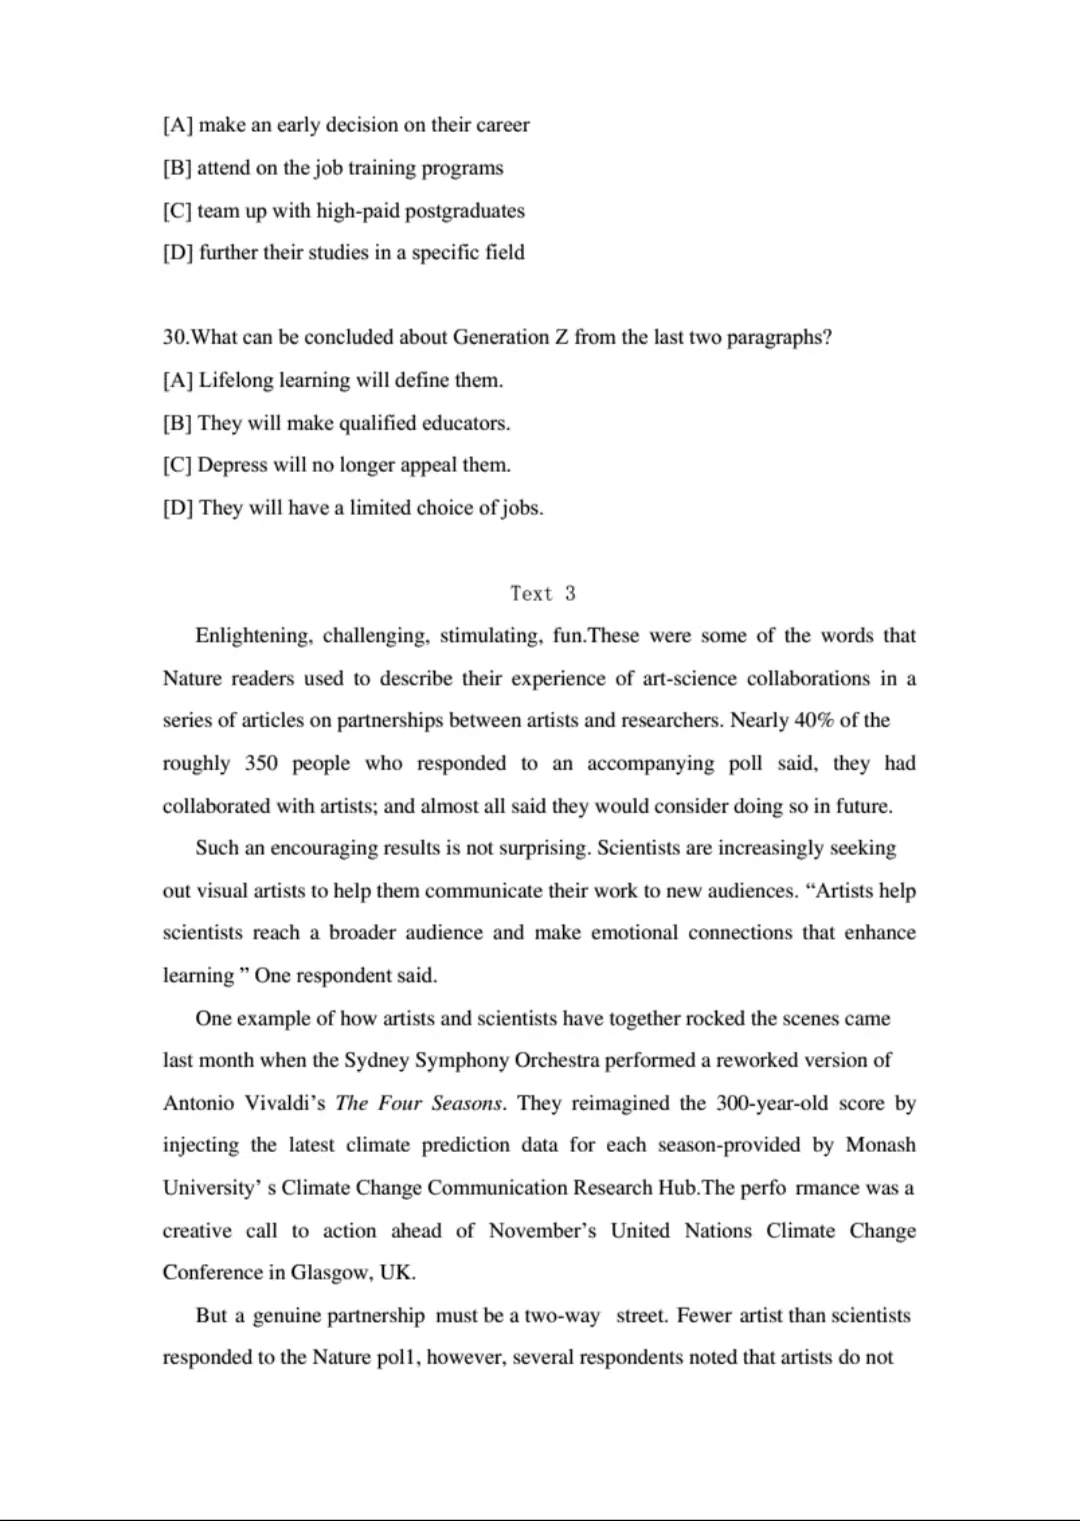 [A] make an early decision on their career
[B] attend on the job training programs
[C] team up with high-paid postgraduates
[D] further their studies in a specific field
30.What can be concluded about Generation Z from the last two paragraphs?
[A] Lifelong learning will define them.
[B] They will make qualified educators.
[C] Depress will no longer appeal them.
[D] They will have a limited choice of jobs.
Text 3
Enlightening, challenging, stimulating, fun.These were some of the words that
Nature readers used to describe their experience of art-science collaborations in a
series of articles on partnerships between artists and researchers. Nearly 40% of the
roughly 350 people who responded to an accompanying poll said, they had
collaborated with artists; and almost all said they would consider doing so in future.
Such an encouraging results is not surprising. Scientists are increasingly seeking
out visual artists to help them communicate their work to new audiences. “Artists help
scientists reach a broader audience and make emotional connections that enhance
learning ” One respondent said.
One example of how artists and scientists have together rocked the scenes came
last month when the Sydney Symphony Orchestra performed a reworked version of
Antonio Vivaldi’s The Four Seasons. They reimagined the 300-year-old score by
injecting the latest climate prediction data for each season-provided by Monash
University’ s Climate Change Communication Research Hub.The perfo rmance was a
creative call to action ahead of November’s United Nations Climate Change
Conference in Glasgow, UK.
But a genuine partnership must be a two-way street. Fewer artist than scientists
responded to the Nature pol1, however, several respondents noted that artists do not